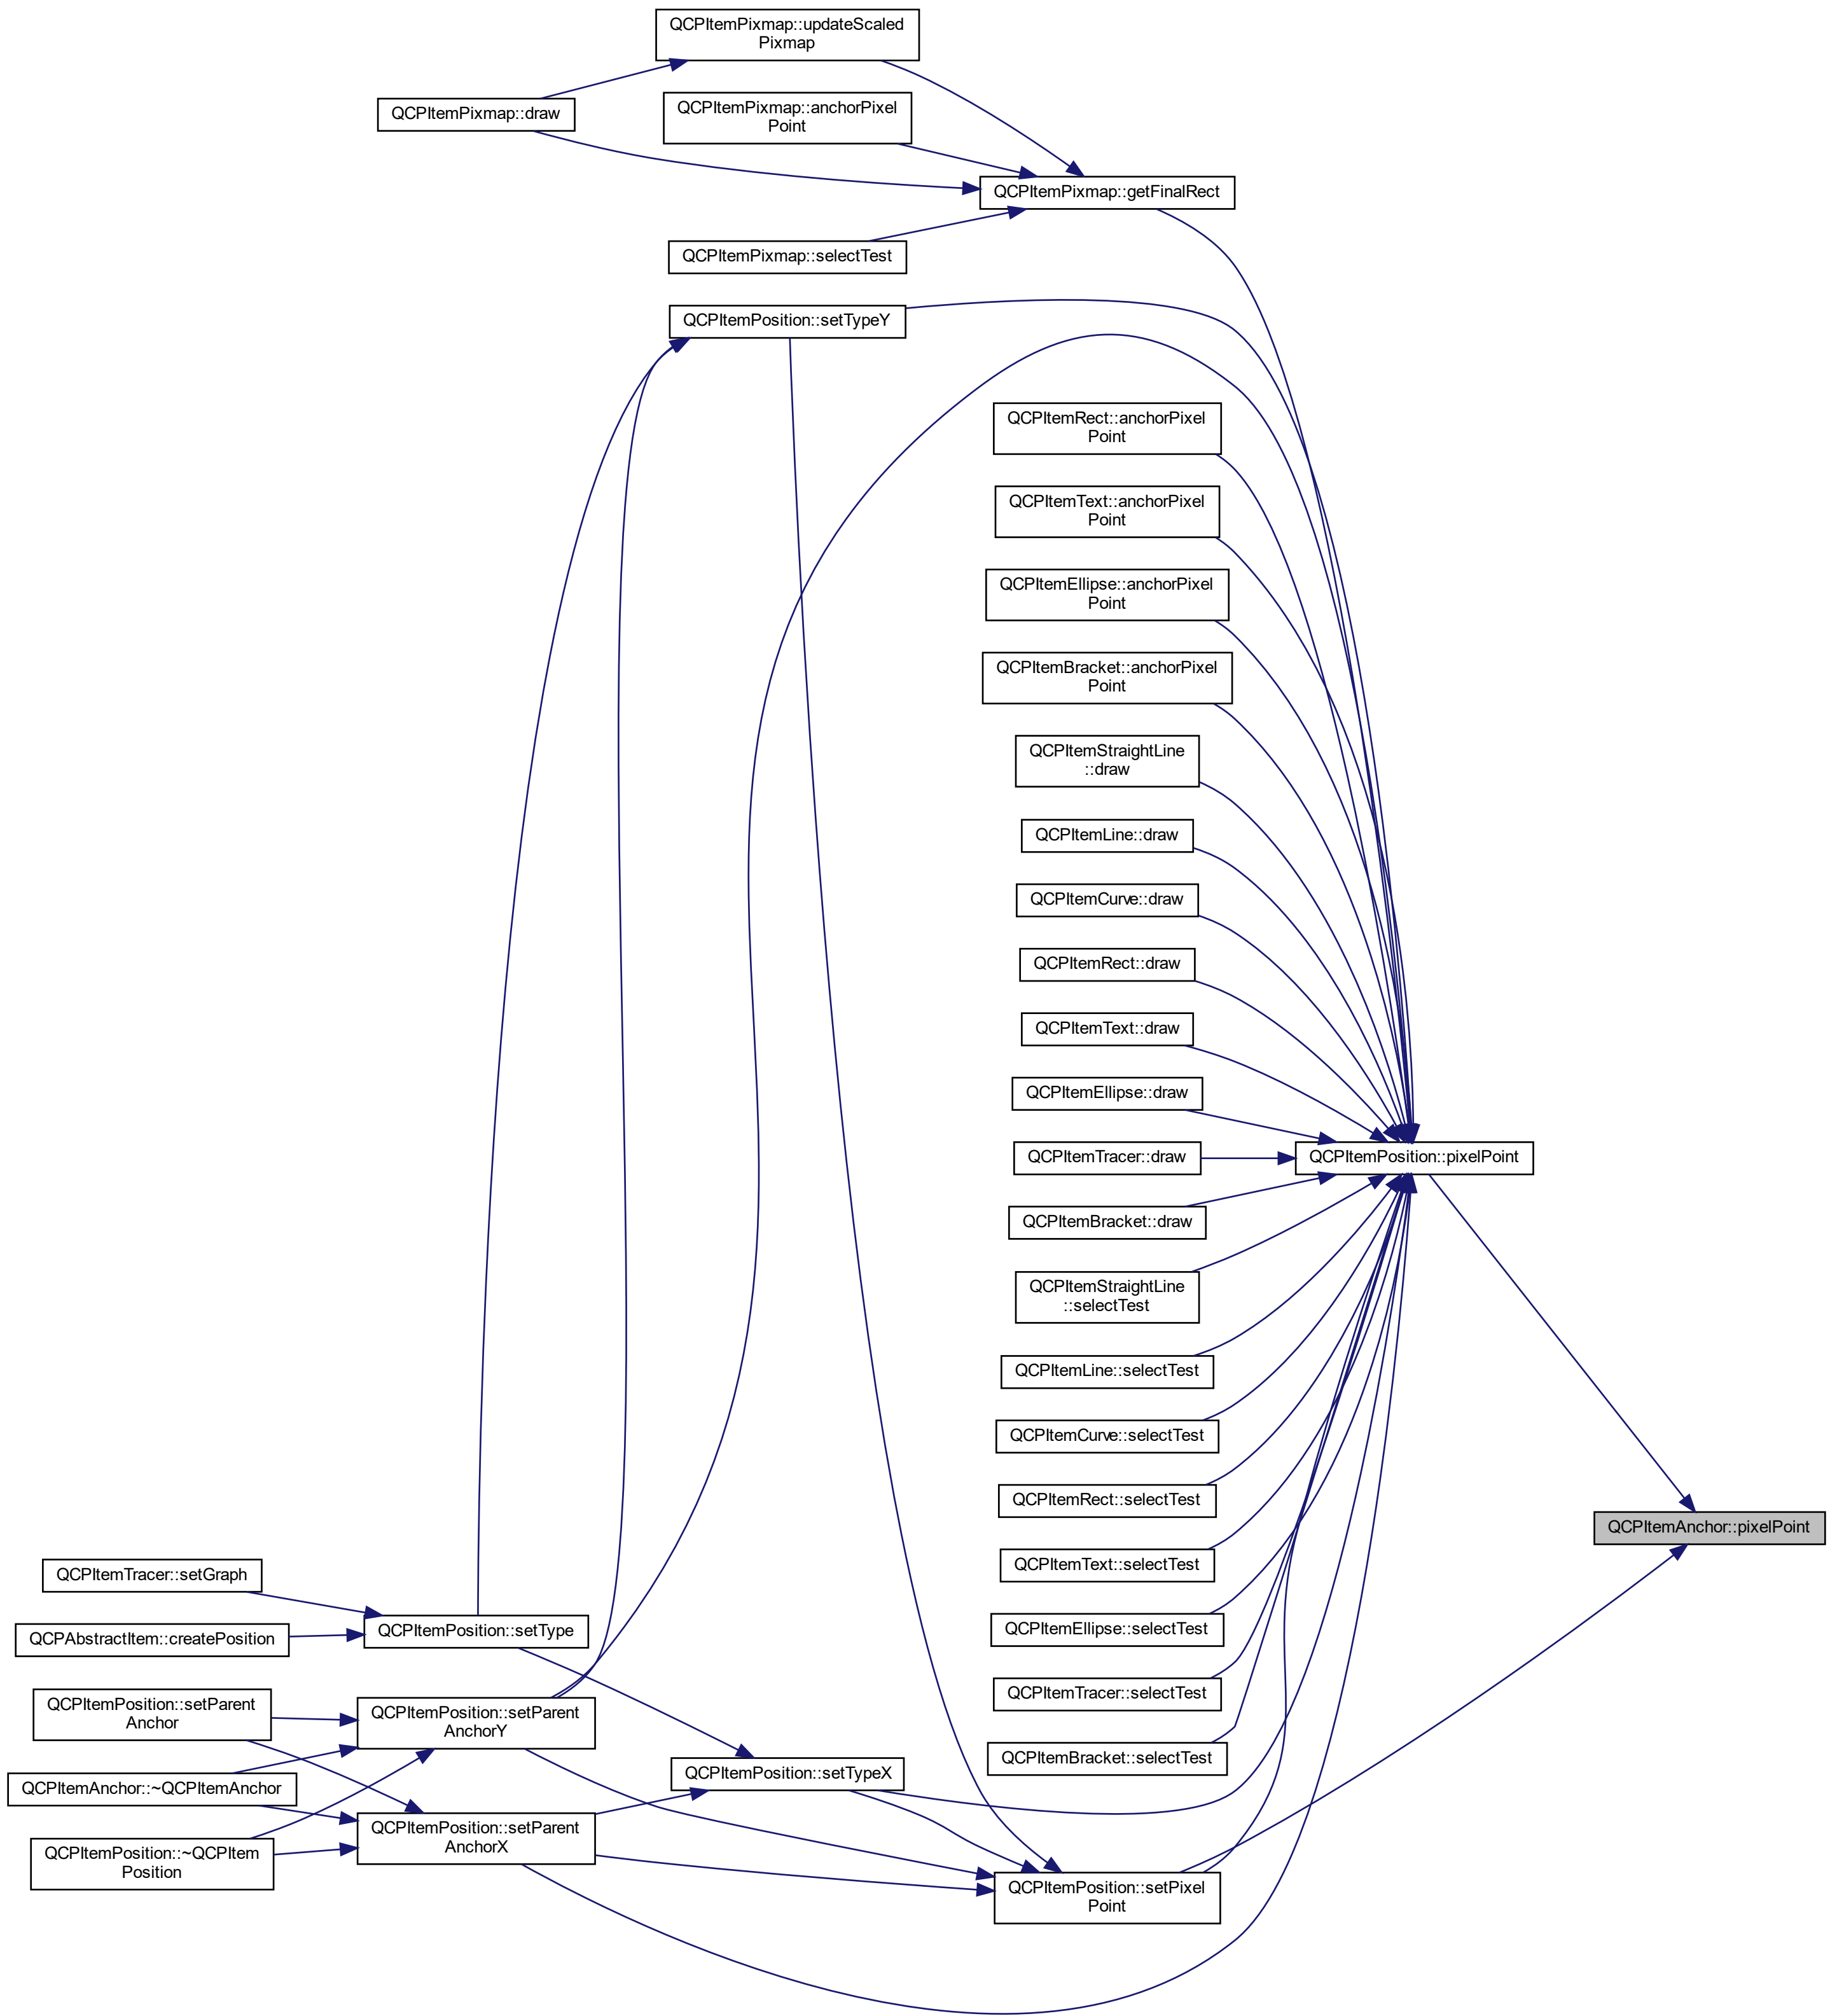 QCPItemPixmap::updateScaled
Pixmap
QCPItemPixmap::draw
QCPItemPixmap::anchorPixel
Point
QCPItemPixmap::getFinalRect
QCPItemPixmap::selectTest
QCPItemPosition::setTypeY
QCPItemRect::anchorPixel
Point
QCPItemText::anchorPixel
Point
QCPItemEllipse::anchorPixel
Point
QCPItemBracket::anchorPixel
Point
QCPItemStraightLine
::draw
QCPItemLine::draw
QCPItemCurve::draw
QCPItemRect::draw
QCPItemText::draw
QCPItemEllipse::draw
QCPItemTracer::draw
QCPItemPosition::pixelPoint
QCPItemBracket::draw
QCPItemStraightLine
::selectTest
QCPItemLine::selectTest
QCPItemCurve::selectTest
QCPItemRect::selectTest
QCPItemAnchor::pixelPoint
QCPItemText::selectTest
QCPItemTracer::setGraph
QCPItemEllipse::selectTest
QCPItemPosition::setType
QCPAbstractItem::createPosition
QCPItemTracer::selectTest
QCPItemPosition::setParent
Anchor
QCPItemPosition::setParent
AnchorY
QCPItemBracket::selectTest
QCPItemPosition::setTypeX
QCPItemAnchor::~QCPItemAnchor
QCPItemPosition::setParent
AnchorX
QCPItemPosition::~QCPItem
Position
QCPItemPosition::setPixel
Point